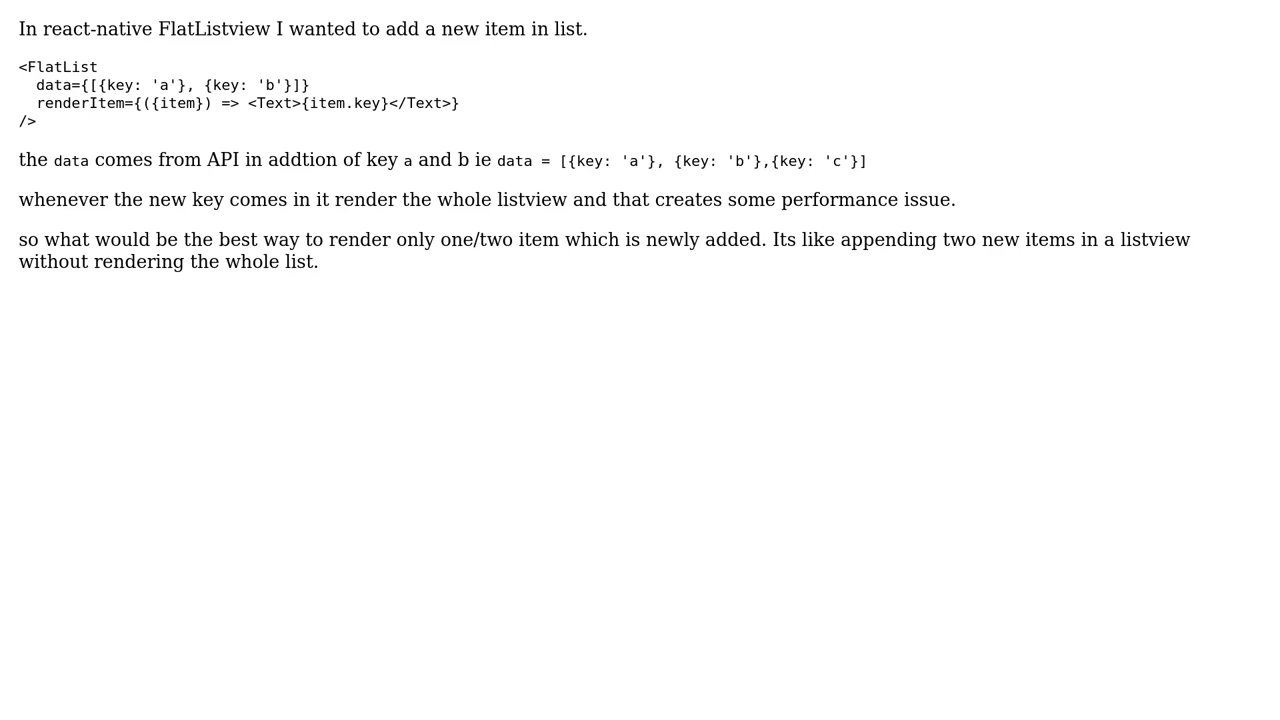 In react-native FlatListview I wanted to add a new item in list.
<FlatList
  data={[{key: 'a'}, {key: 'b'}]}
  renderItem={({item}) => <Text>{item.key}</Text>}
/>
the data comes from API in addtion of key a and b ie data = [{key: 'a'}, {key: 'b'},{key: 'c'}]
whenever the new key comes in it render the whole listview and that creates some performance issue.
so what would be the best way to render only one/two item which is newly added. Its like appending two new items in a listview
without rendering the whole list.